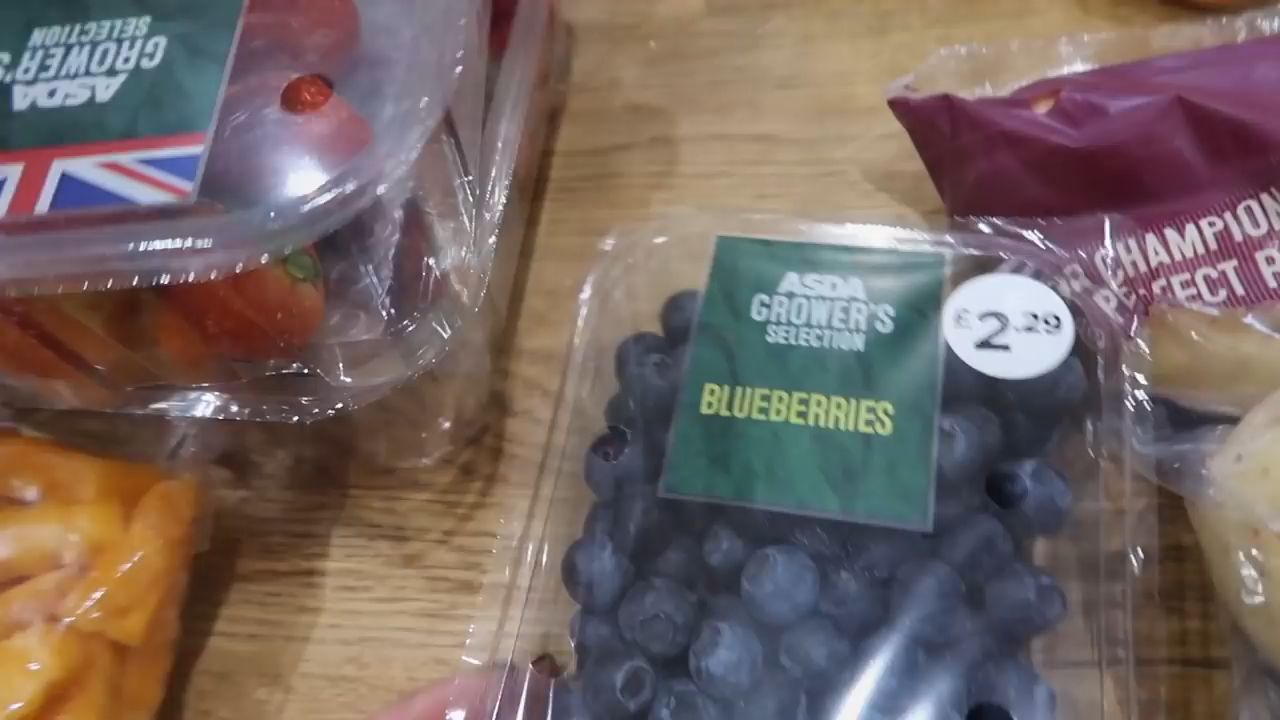 ASDA
GROWER'S
SELECTION
ASDA
GROWER'S
SELECTION
BLUEBERRIES
£2.29
CHAMPION